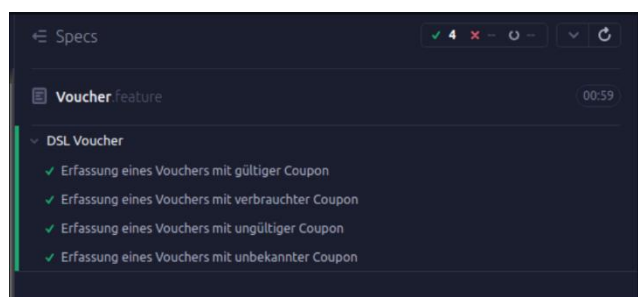 Specs
4 -- --
Voucher.feature 00:59
DSL Voucher
Erfassung eines Vouchers mit gültiger Coupon
Erfassung eines Vouchers mit verbrauchter Coupon
Erfassung eines Vouchers mit ungültiger Coupon
Erfassung eines Vouchers mit unbekannter Coupon